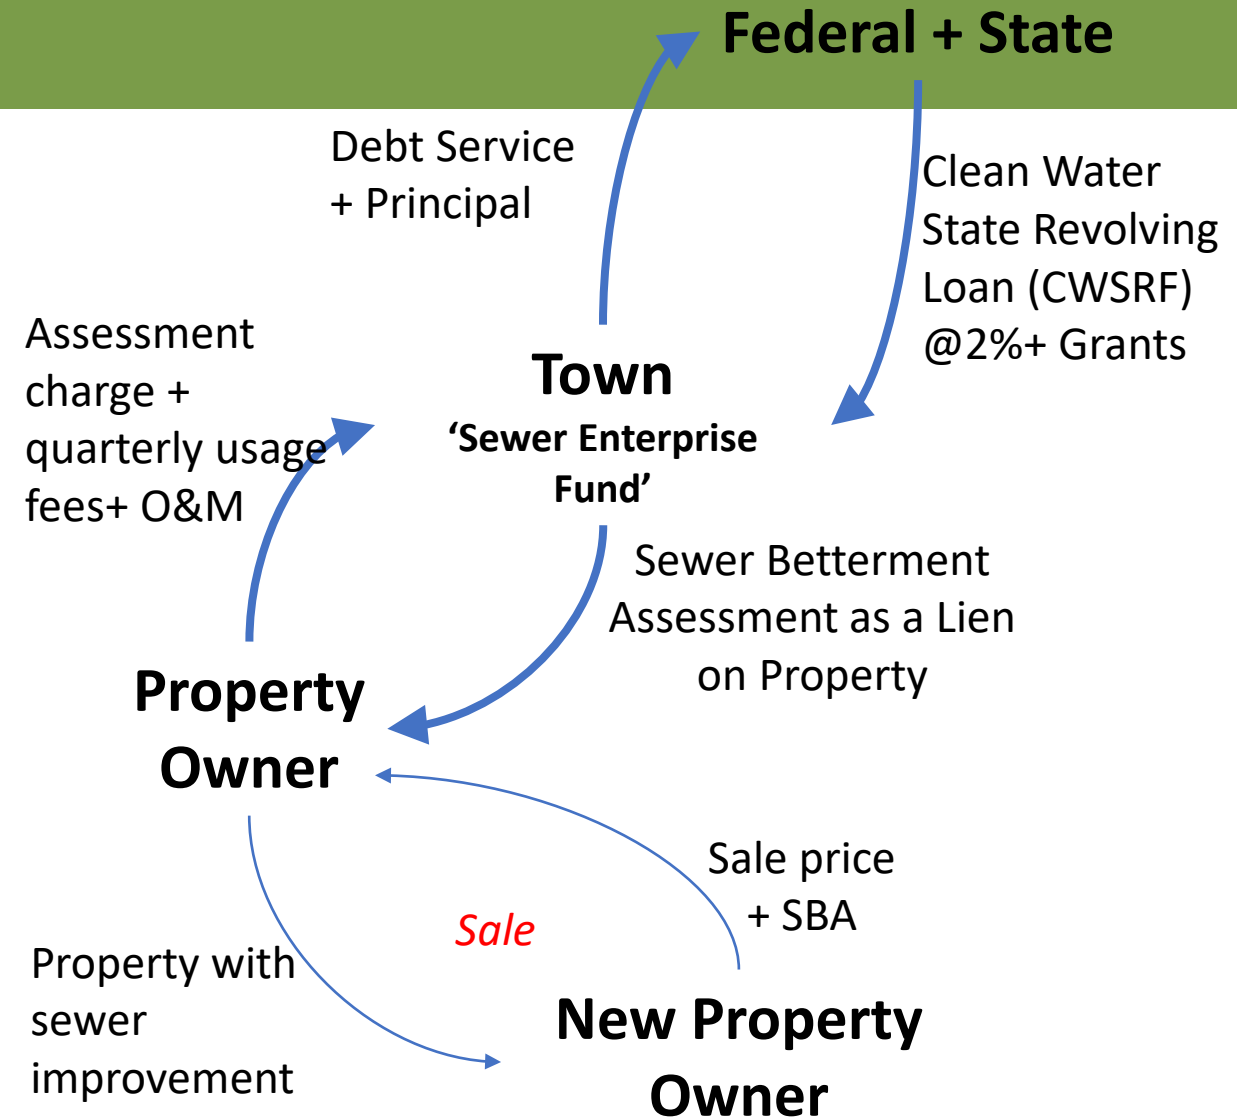 Federal + State
Debt Service
+ Principal
Clean Water
State Revolving
Loan (CWSRF)
@2%+ Grants
Assessment
charge +
quarterly usage
fees+ O&M
Town
‘Sewer Enterprise
Fund’
Sewer Betterment
Assessment as a Lien
on Property
Property
Owner
Sale price
+ SBA
Sale
Property with
sewer
improvement
New Property
Owner